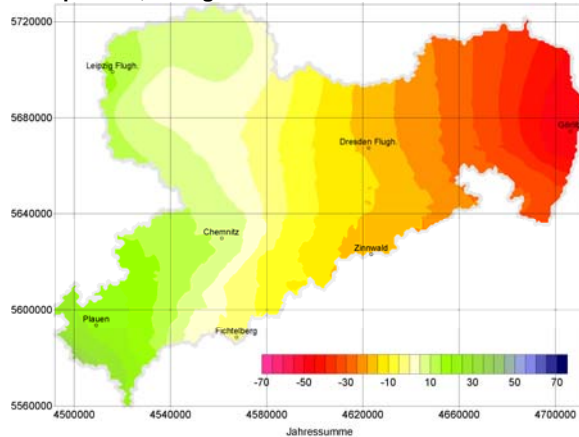 5720000
Leipzig Flugh.
5680000
Dresden Flugh.
5640000
Chemnitz
Zinnwald
5600000
Plauen
Fichtelberg
-70 -50 -30 -10 10 30 50 70
5560000
4500000 4540000 4580000 4620000 4660000 4700000
Jahressumme